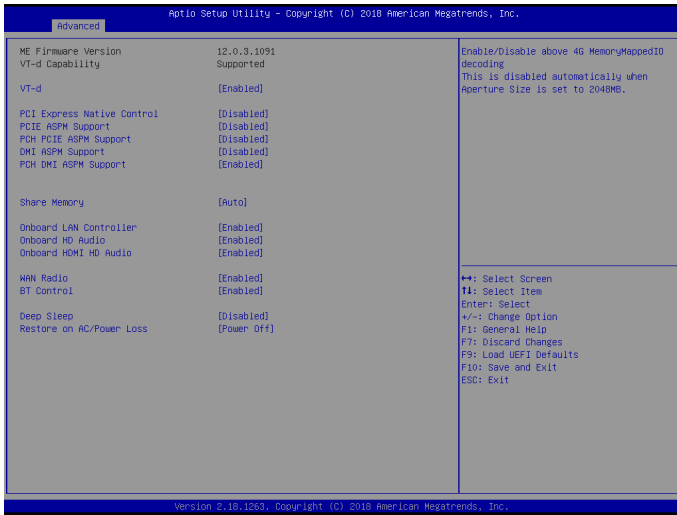 Aptio Setup Utility – Copyright (C) 2018 American Megatrends, Inc.
Advanced
ME Firmware Version 12.0.3.1091
VT-d Capability Supported
VT-d [Enabled]
PCI Express Native Control [Disabled]
PCIE ASPM Support [Disabled]
PCH PCIE ASPM Support [Disabled]
DMI ASPM Support [Disabled]
PCH DMI ASPM Support [Enabled]
Share Memory [Auto]
Onboard LAN Controller [Enabled]
Onboard HD Audio [Enabled]
Onboard HDMI HD Audio [Enabled]
WAN Radio [Enabled]
BT Control [Enabled]
Deep Sleep [Disabled]
Restore on AC/Power Loss [Power Off]
Enable/Disable above 4G MemoryMappedIO
decoding
This is disabled automatically when
Aperture Size is set to 2048MB.
↔: Select Screen
↑↓: Select Item
Enter: Select
+/-: Change Option
F1: General Help
F7: Discard Changes
F9: Load UEFI Defaults
F10: Save and Exit
ESC: Exit
Version 2.18.1263. Copyright (C) 2018 American Megatrends, Inc.